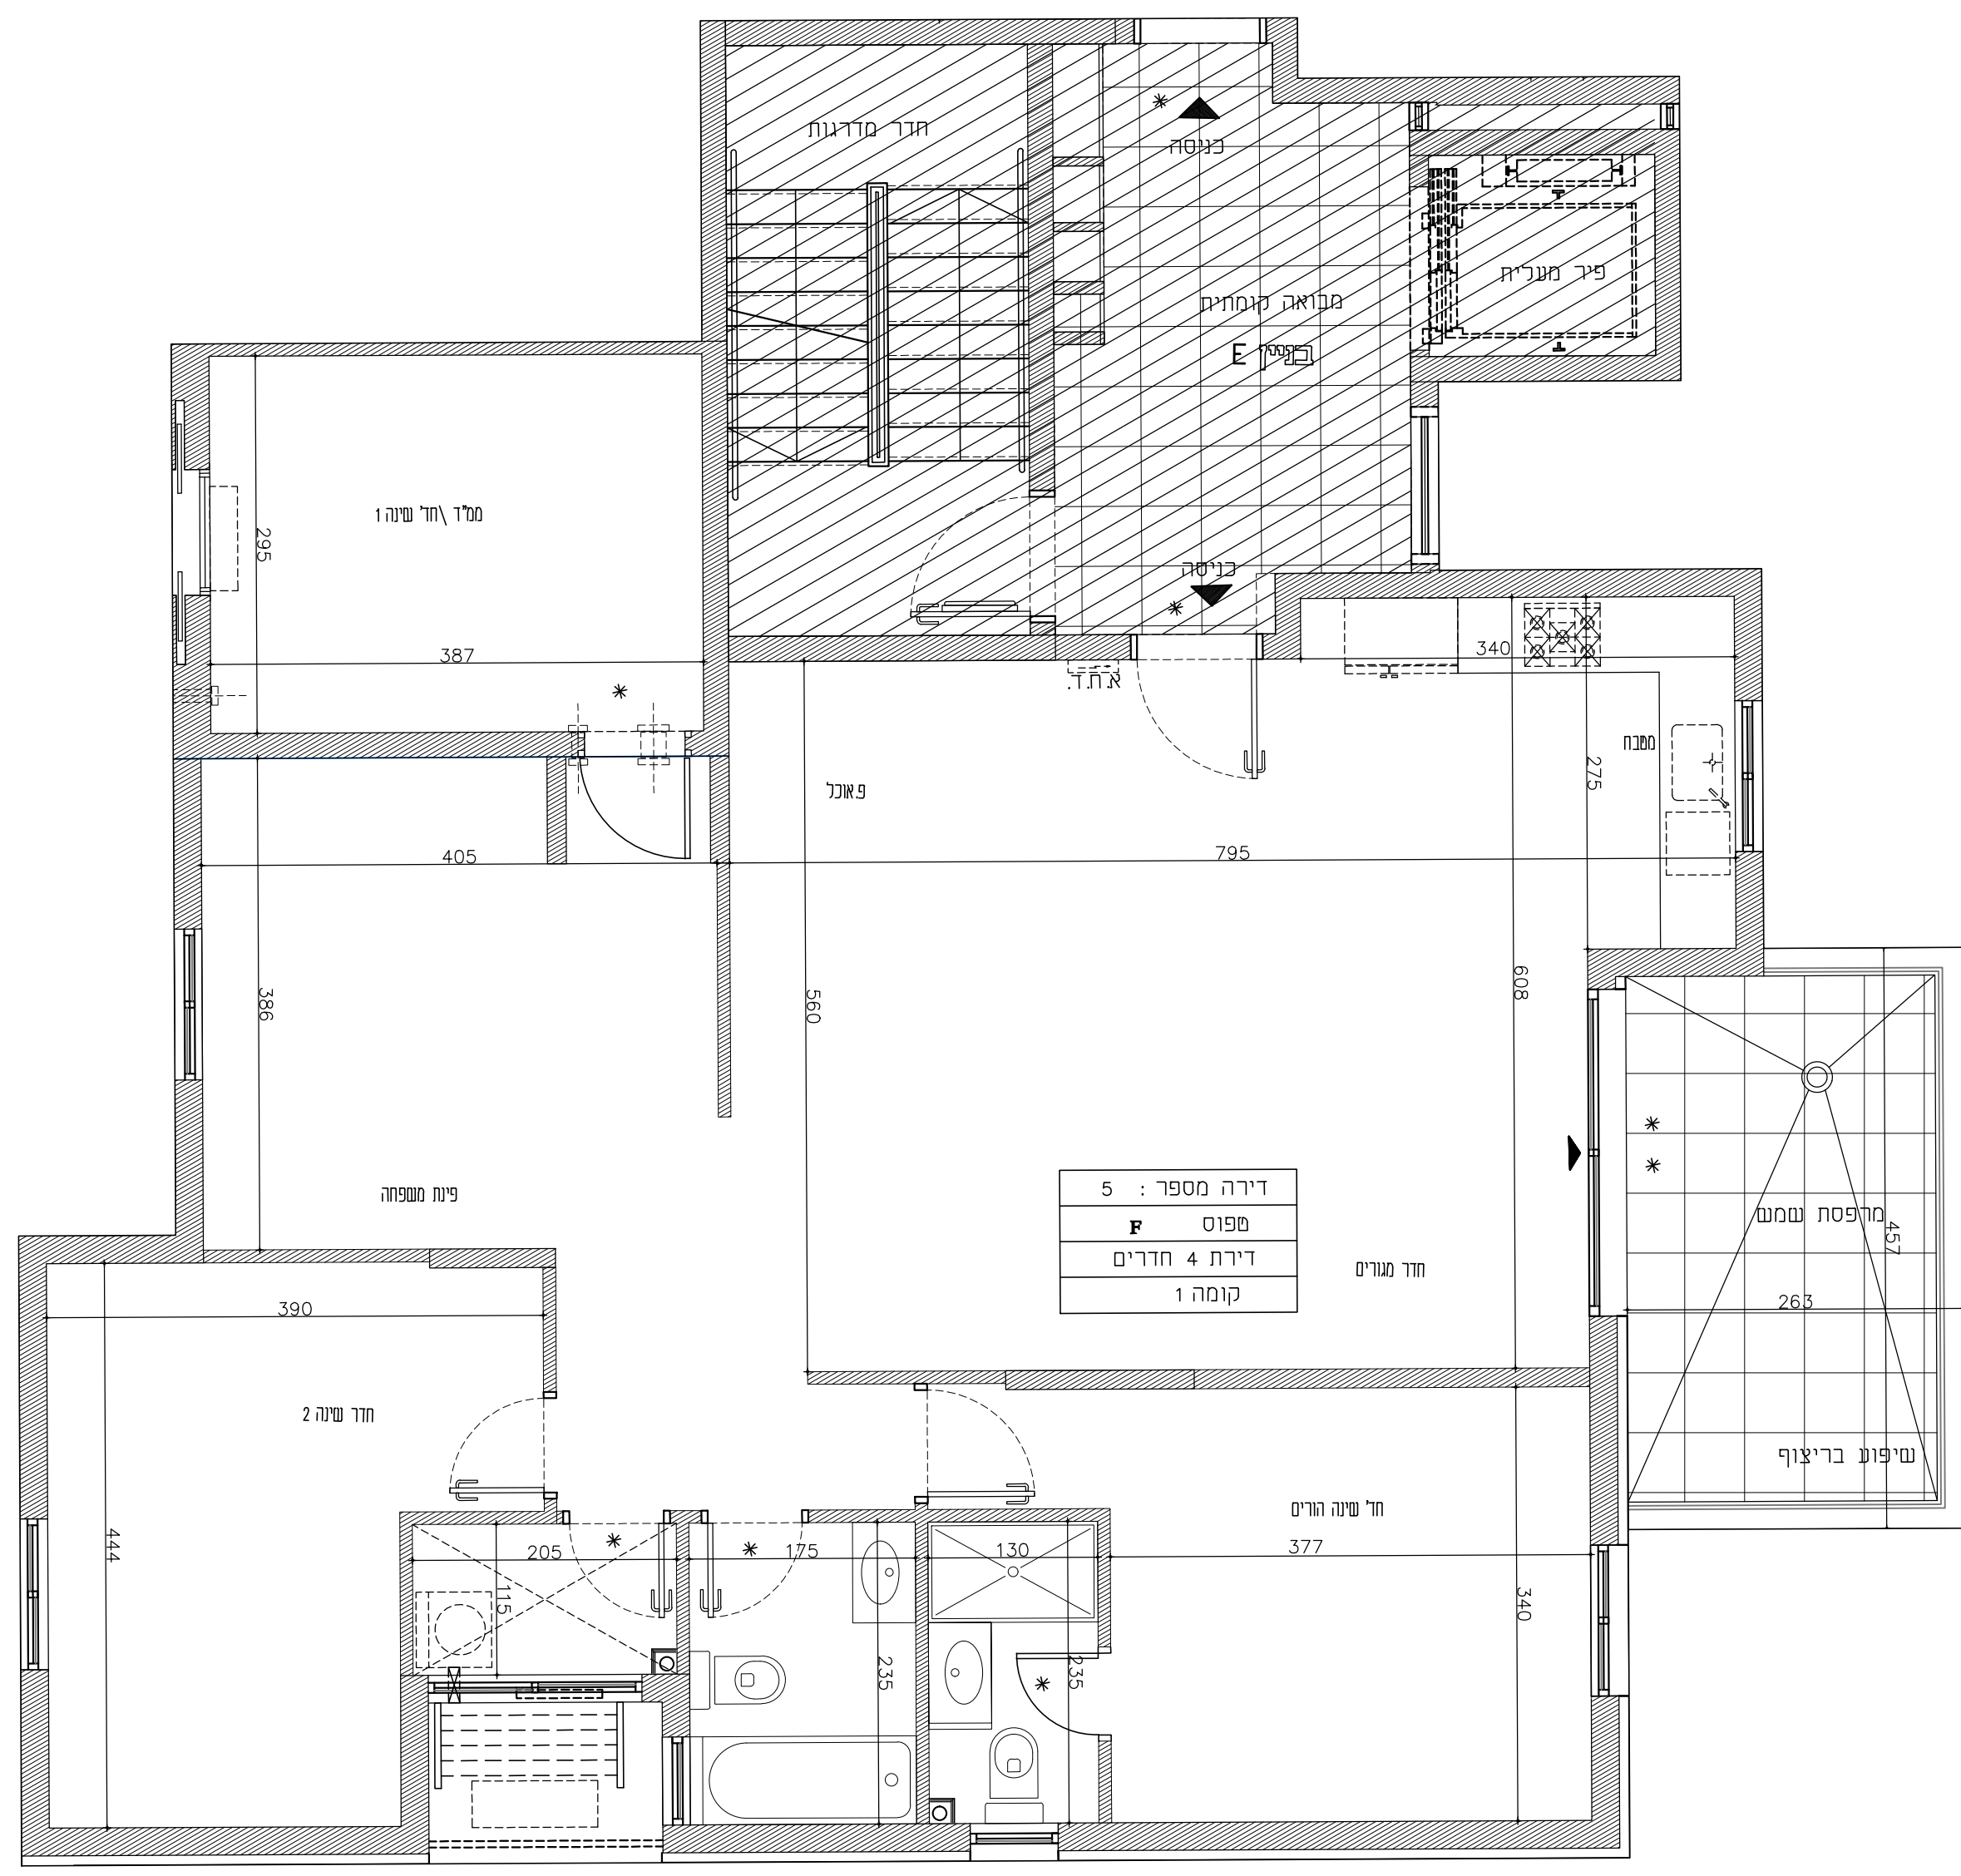 חדר מדרגות
כניסה
פיר מעלית
מבואה קומתית
בניין E
ממ"ד \חד' שינה 1
295
כניסה
387
340
א.ח.ד.
מטבח
275
פ.אוכל
405
795
386
560
608
דירה מספר : 5
טפוס F
דירת 4 חדרים
קומה 1
פינת משפחה
מרפסת שמש
457
חדר מגורים
263
390
חדר שינה 2
שיפוע בריצוף
חד' שינה הורים
444
205
175
130
377
115
340
235
235